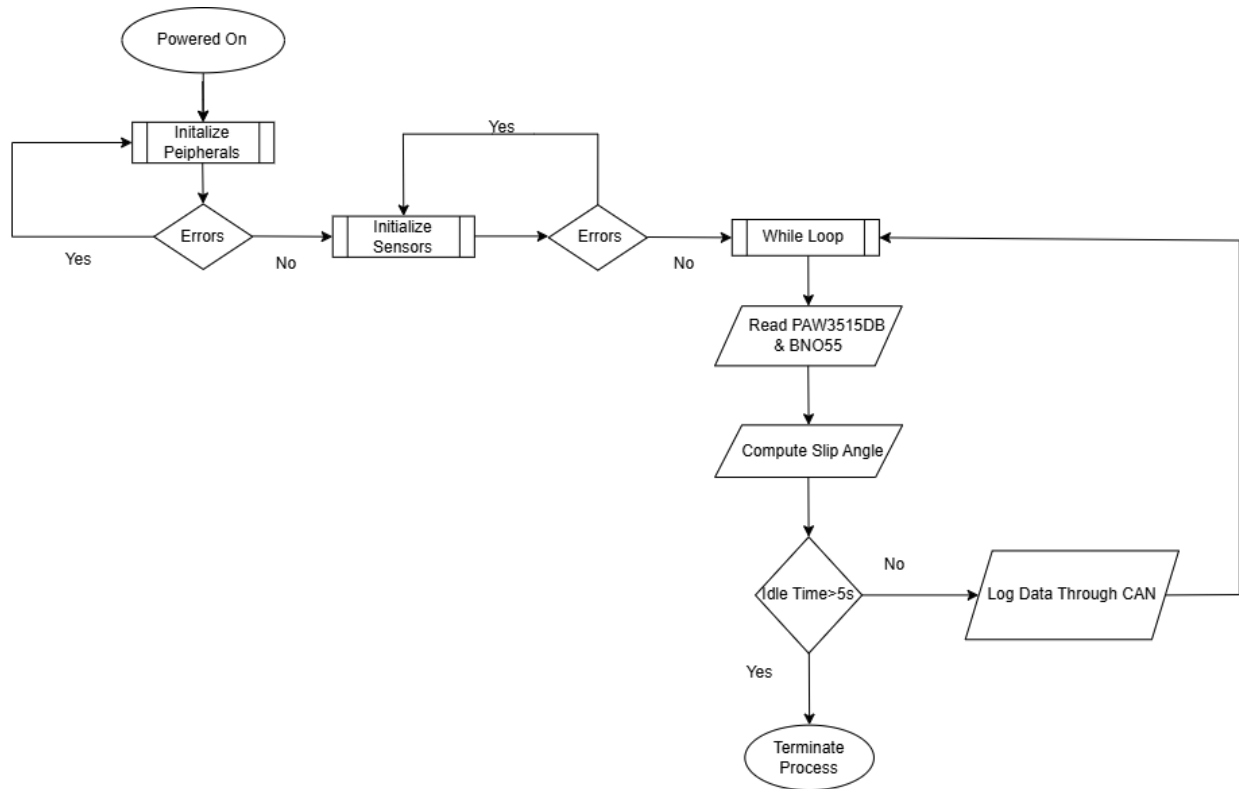 Powered On
Initalize
Peipherals
Errors
Yes
No
Initialize
Sensors
Yes
Errors
No
While Loop
Read PAW3515DB
& BNO55
Compute Slip Angle
Idle Time>5s
No
Log Data Through CAN
Yes
Terminate
Process